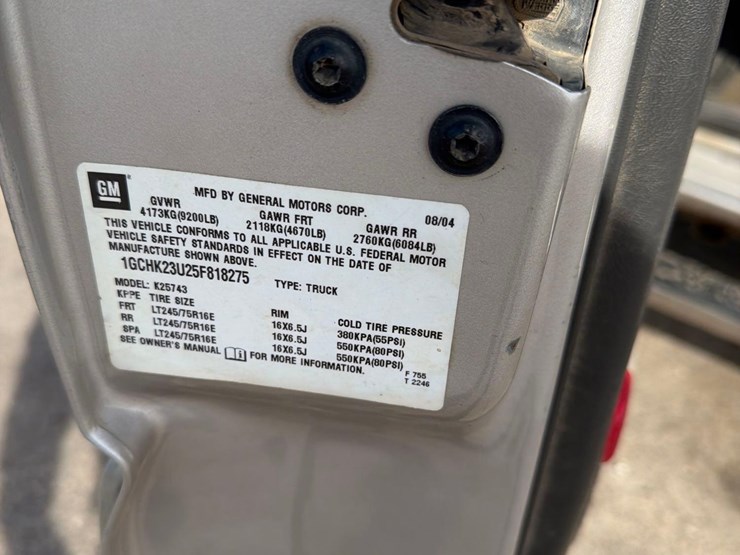 GM
MFD BY GENERAL MOTORS CORP. 08/04
GVWR GAWR FRT GAWR RR
4173KG(9200LB) 2118KG(4670LB) 2760KG(6084LB)
THIS VEHICLE CONFORMS TO ALL APPLICABLE U.S. FEDERAL MOTOR
VEHICLE SAFETY STANDARDS IN EFFECT ON THE DATE OF
MANUFACTURE SHOWN ABOVE.
1GCHK23U25F818275 TYPE: TRUCK
MODEL: K25743
TIRE SIZE RIM COLD TIRE PRESSURE
FRT LT245/75R16E 16X6.5J 380KPA(55PSI)
RR LT245/75R16E 16X6.5J 550KPA(80PSI)
SPA LT245/75R16E 16X6.5J 550KPA(80PSI)
SEE OWNER'S MANUAL FOR MORE INFORMATION.
F 755
T 2246